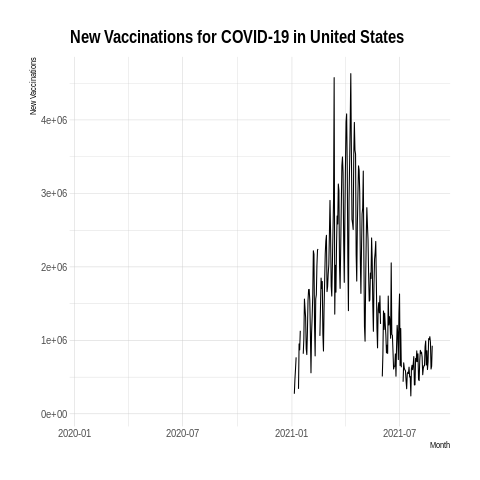 New Vaccinations for COVID-19 in United States
New Vaccinations
4e+06
3e+06
2e+06
1e+06
0e+00
2020-01 2020-07 2021-01 2021-07
Month